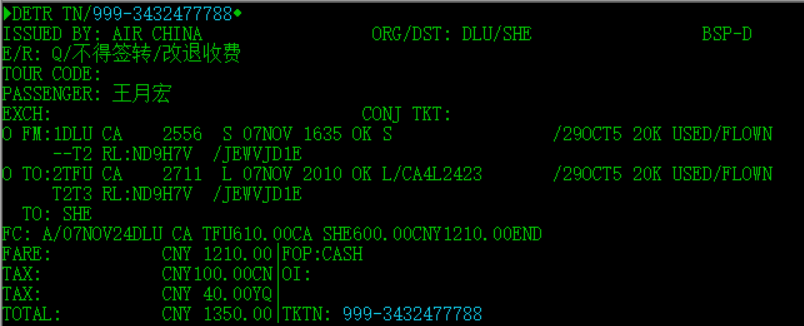 ▶DETR TN/999-3432477788◆
ISSUED BY: AIR CHINA ORG/DST: DLU/SHE BSP-D
E/R: Q/不得签转/改退收费
TOUR CODE:
PASSENGER: 王月宏
EXCH: CONJ TKT:
O FM:1DLU CA 2556 S 07NOV 1635 OK S /29OCT5 20K USED/FLOWN
--T2 RL:ND9H7V /JEWVJD1E
O TO:2TFU CA 2711 L 07NOV 2010 OK L/CA4L2423 /29OCT5 20K USED/FLOWN
T2T3 RL:ND9H7V /JEWVJD1E
TO: SHE
FC: A/07NOV24DLU CA TFU610.00CA SHE600.00CNY1210.00END
FARE: CNY 1210.00|FOP:CASH
TAX: CNY100.00CN|OI:
TAX: CNY 40.00YQ|
TOTAL: CNY 1350.00|TKTN: 999-3432477788